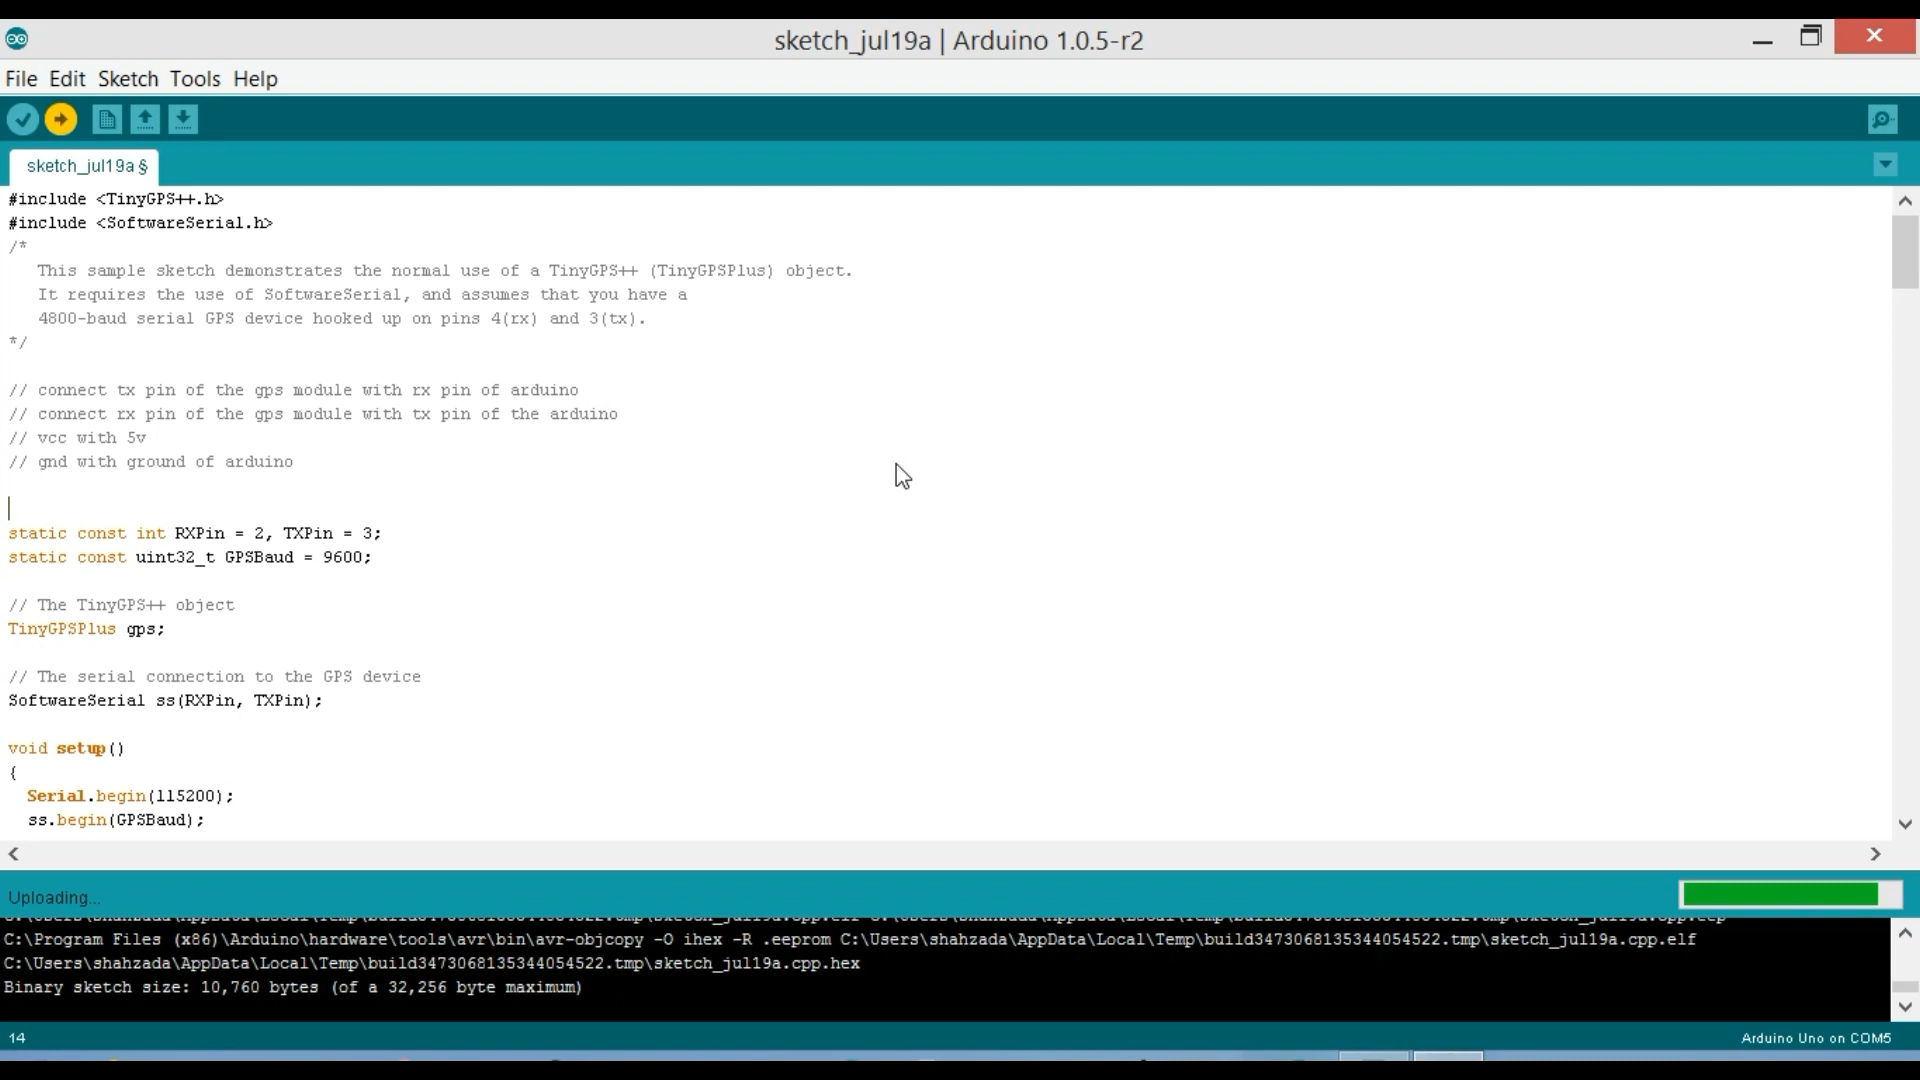 sketch_jul19a | Arduino 1.0.5-r2
File Edit Sketch Tools Help
sketch_jul19a §
#include <TinyGPS++.h>
#include <SoftwareSerial.h>
/*
This sample sketch demonstrates the normal use of a TinyGPS++ (TinyGPSPlus) object.
It requires the use of SoftwareSerial, and assumes that you have a
4800-baud serial GPS device hooked up on pins 4(rx) and 3(tx).
*/
// connect tx pin of the gps module with rx pin of arduino
// connect rx pin of the gps module with tx pin of the arduino
// vcc with 5v
// gnd with ground of arduino
static const int RXPin = 2, TXPin = 3;
static const uint32_t GPSBaud = 9600;
// The TinyGPS++ object
TinyGPSPlus gps;
// The serial connection to the GPS device
SoftwareSerial ss(RXPin, TXPin);
void setup()
{
Serial.begin(115200);
ss.begin(GPSBaud);
Uploading...
C:\Program Files (x86)\Arduino\hardware\tools\avr\bin\avr-objcopy -O ihex -R .eeprom C:\Users\shahzada\AppData\Local\Temp\build3473068135344054522.tmp\sketch_jul19a.cpp.elf
C:\Users\shahzada\AppData\Local\Temp\build3473068135344054522.tmp\sketch_jul19a.cpp.hex
Binary sketch size: 10,760 bytes (of a 32,256 byte maximum)
14
Arduino Uno on COM5